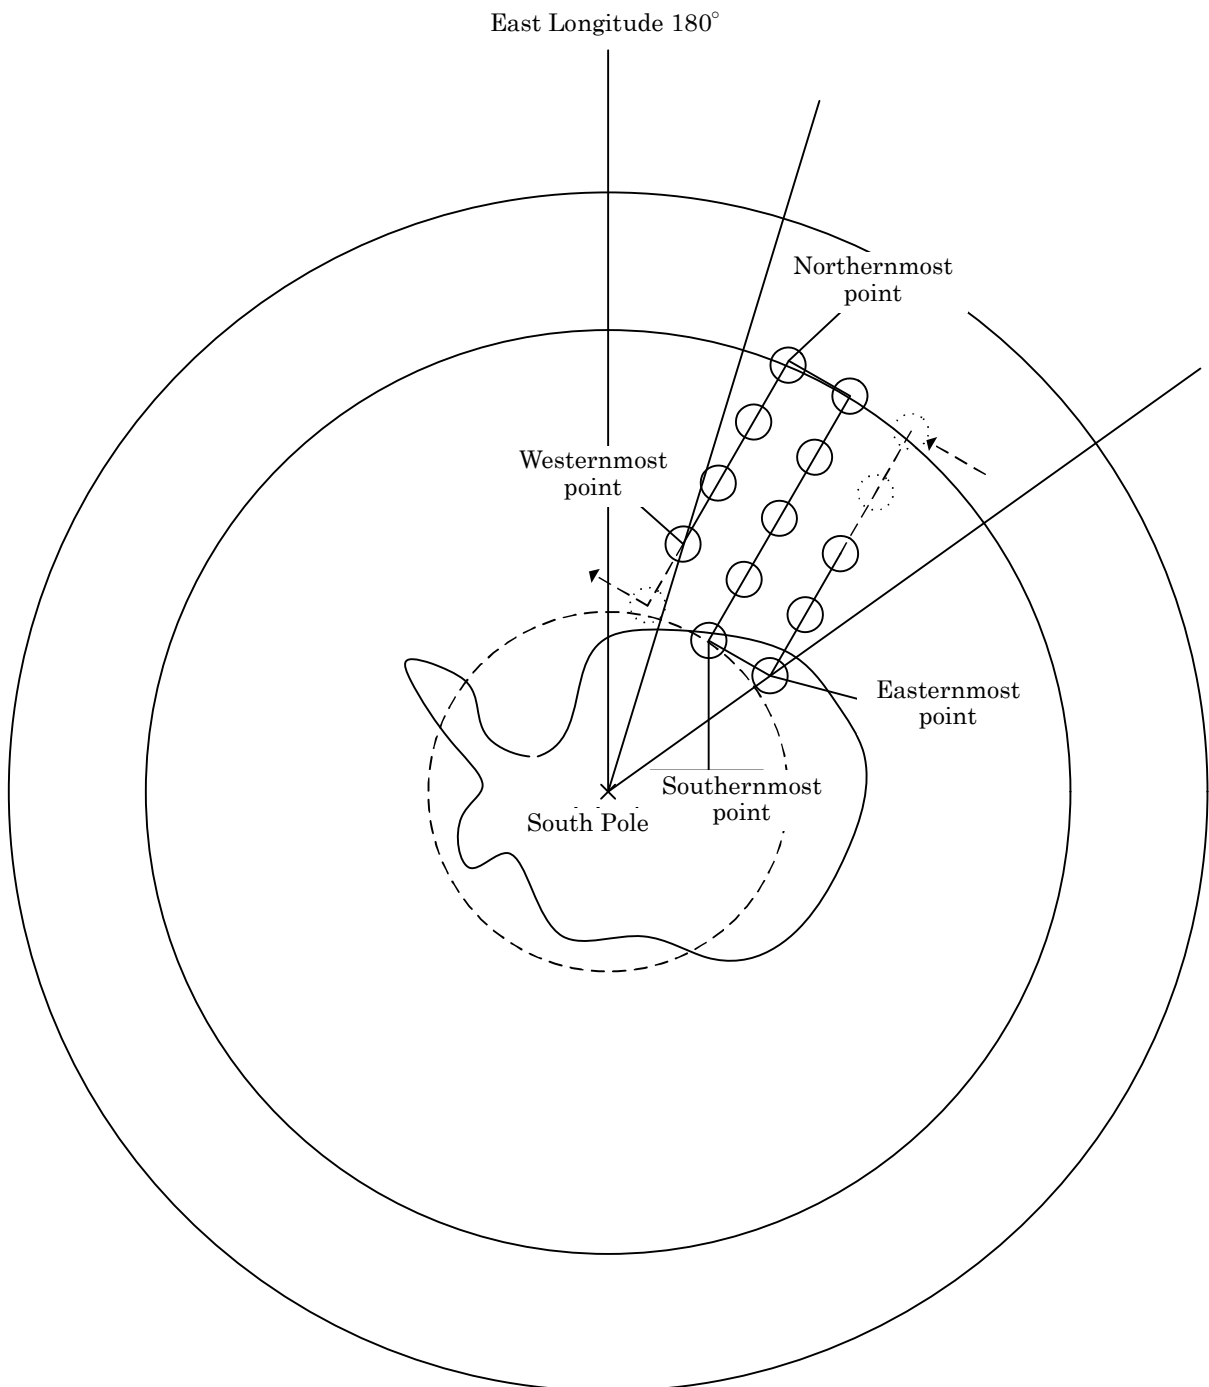 East Longitude 180°
Northernmost
point
Westernmost
point
Easternmost
point
Southernmost
point
South Pole